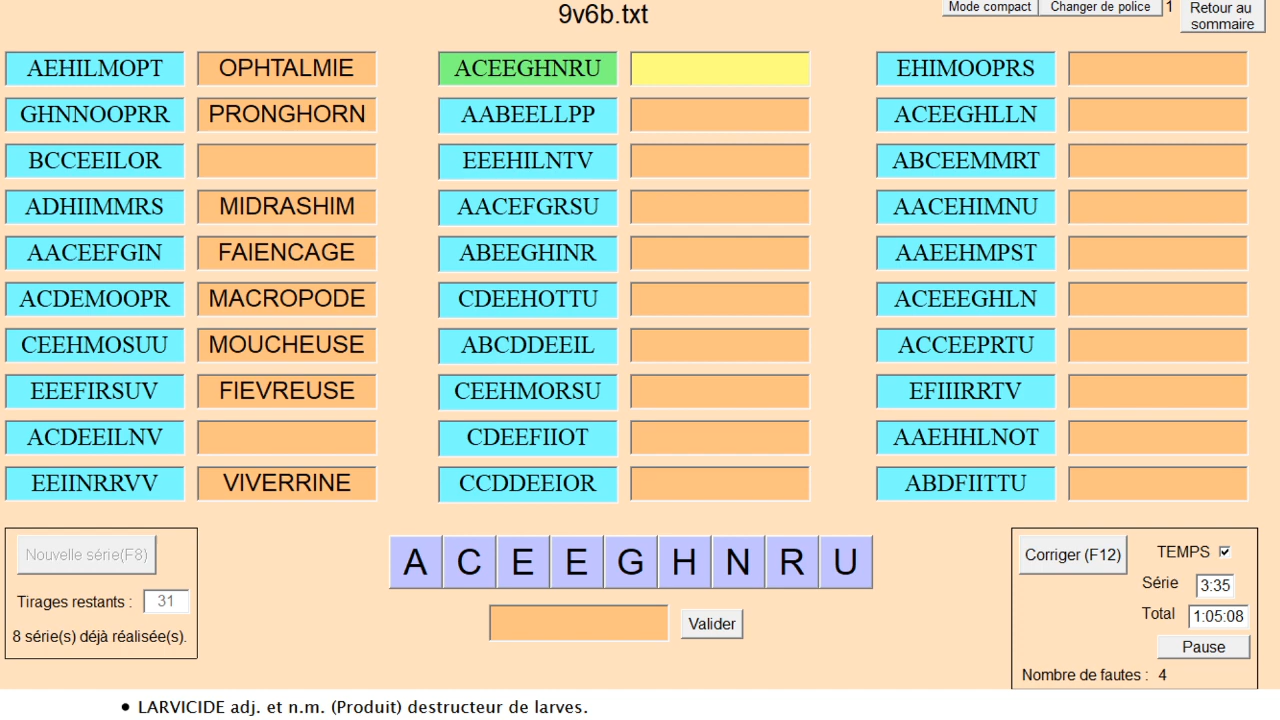 9v6b.txt
Mode compact Changer de police 1 Retour au sommaire
AEHILMOPT OPHTALMIE ACEEGHNRU EHIMOOPRS
GHNNOOPRR PRONGHORN AABEELLPP ACEEGHLLN
BCCEEILOR EEEHILNTV ABCEEMMRT
ADHIIMMRS MIDRASHIM AACEFGRSU AACEHIMNU
AACEEFGIN FAIENCAGE ABEEGHINR AAEEHMPST
ACDEMOOPR MACROPODE CDEEHOTTU ACEEEGHLN
CEEHMOSUU MOUCHEUSE ABCDDEEIL ACCEEPRTU
EEEFIRSUV FIEVREUSE CEEHMORSU EFIIIRRTV
ACDEEILNV CDEEFIIOT AAEHHLNOT
EEIINRRVV VIVERRINE CCDDEEIOR ABDFIITTU
Nouvelle série(F8)
Tirages restants : 31
8 série(s) déjà réalisée(s).
A C E E G H N R U
Valider
Corriger (F12) TEMPS
Série 3:35
Total 1:05:08
Pause
Nombre de fautes : 4
• LARVICIDE adj. et n.m. (Produit) destructeur de larves.